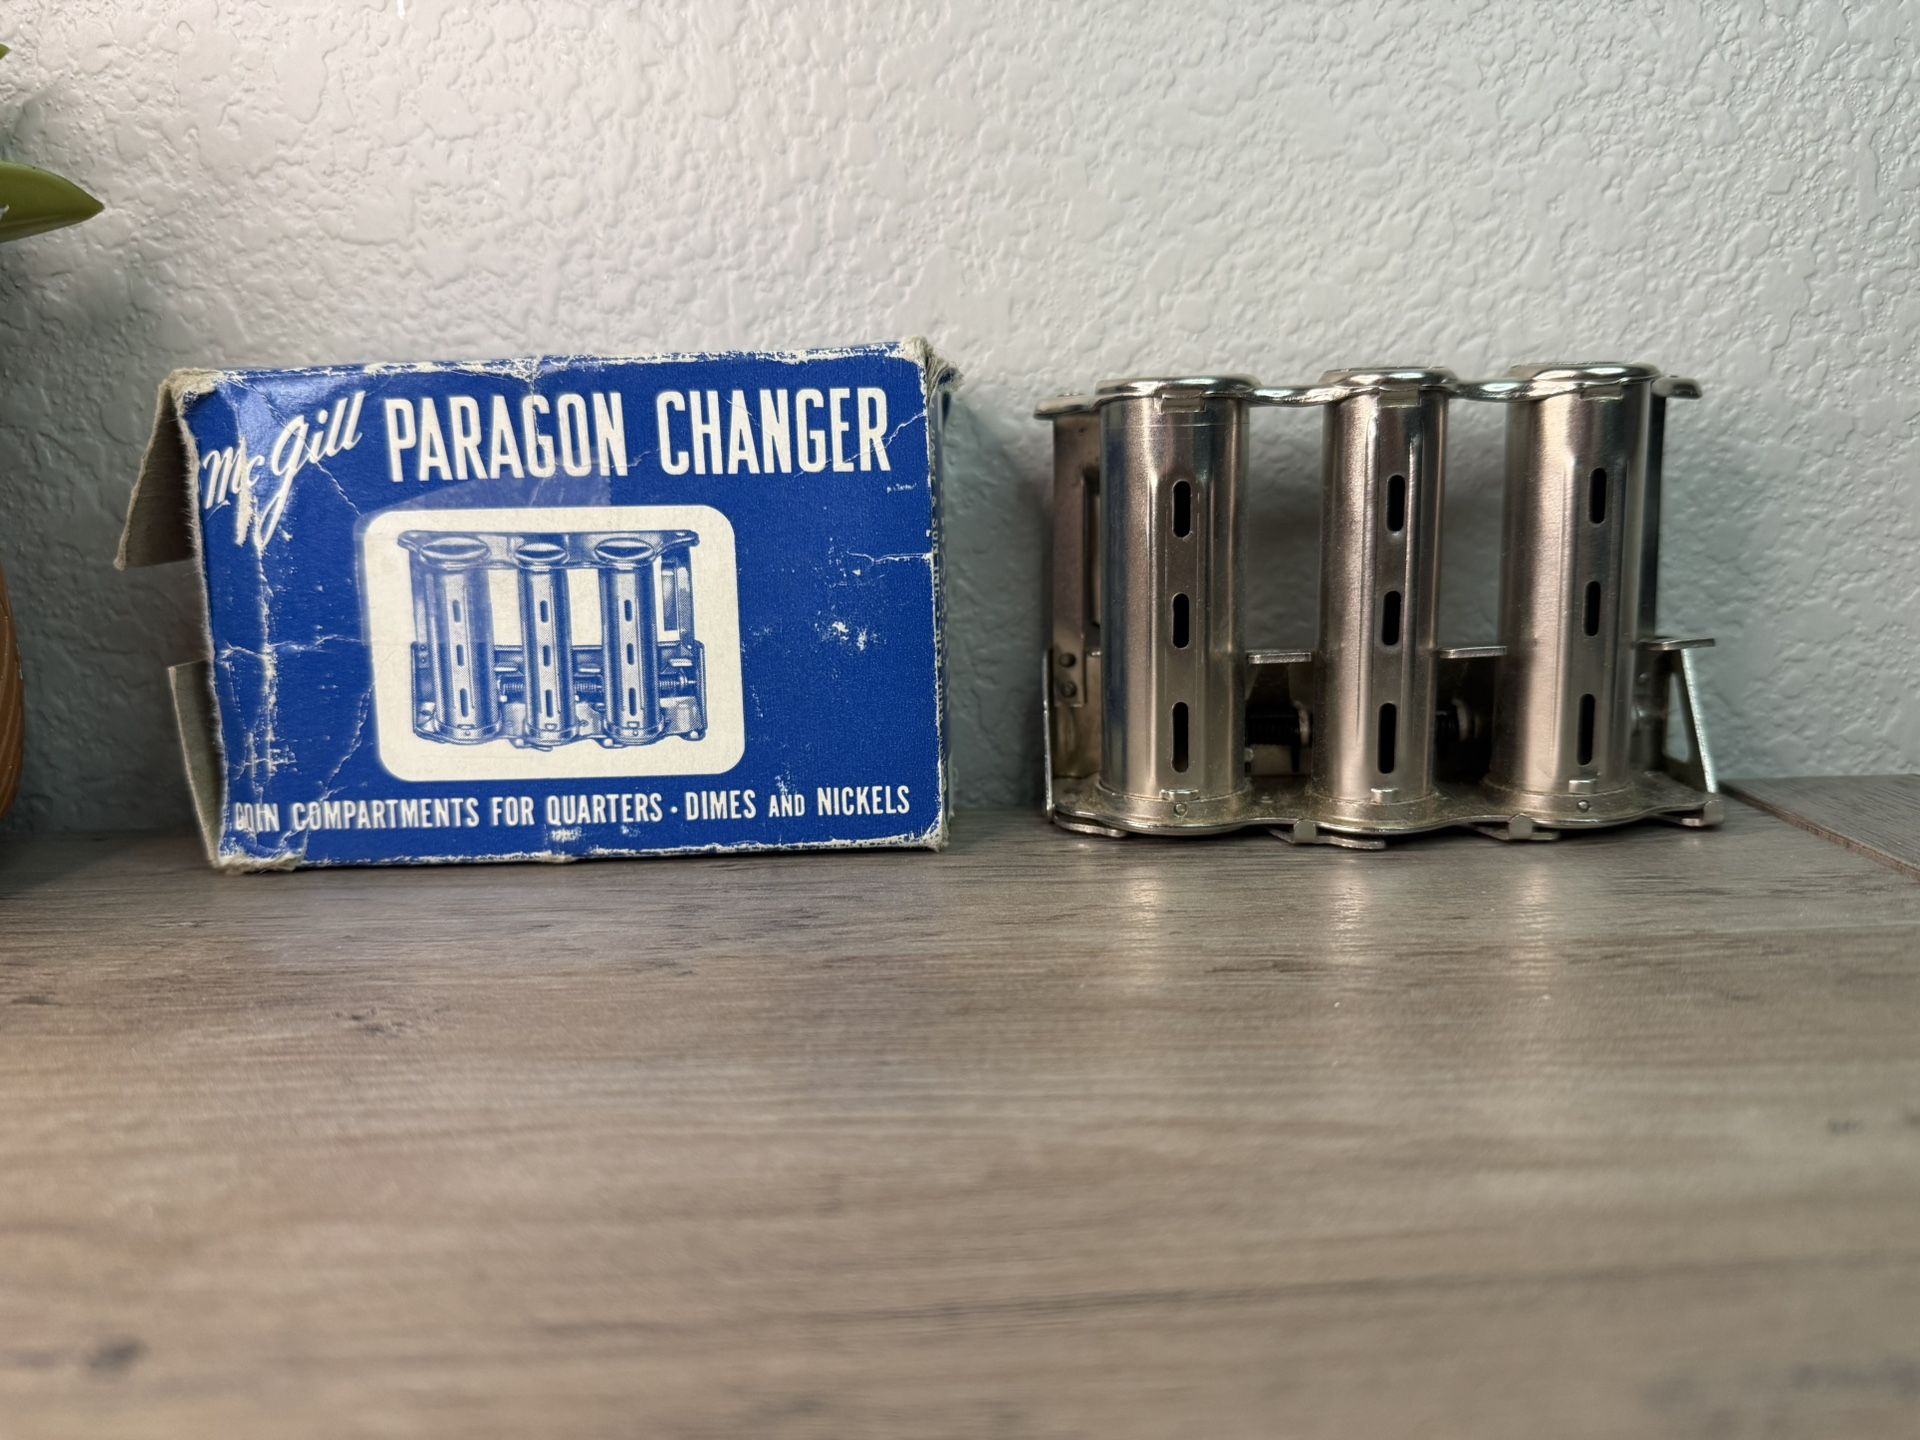 McGill PARAGON CHANGER
COIN COMPARTMENTS FOR QUARTERS • DIMES AND NICKELS